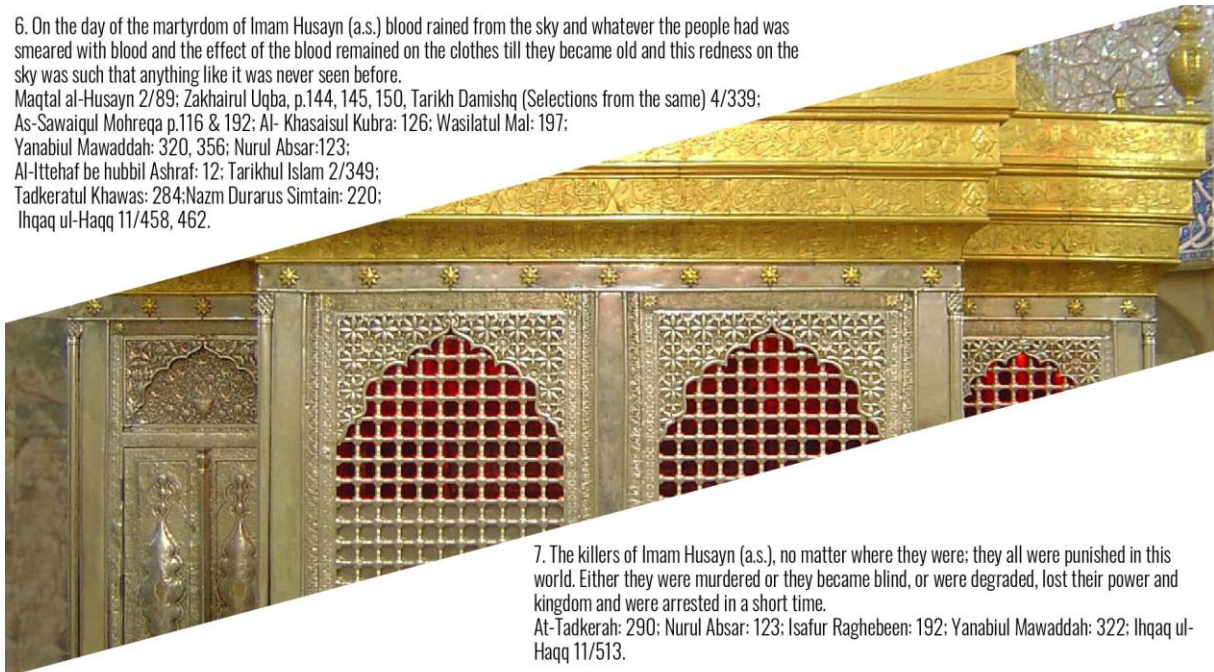 6. On the day of the martyrdom of Imam Husayn (a.s.) blood rained from the sky and whatever the people had was
smeared with blood and the effect of the blood remained on the clothes till they became old and this redness on the
sky was such that anything like it was never seen before.
Maqtal al-Husayn 2/89; Zakhairul Uqba, p.144, 145, 150, Tarikh Damishq (Selections from the same) 4/339;
As-Sawaiqul Mohreqa p.116 & 192; Al- Khasaisul Kubra: 126; Wasilatul Mal: 197;
Yanabiul Mawaddah: 320, 356; Nurul Absar:123;
Al-Ittehaf be hubbil Ashraf: 12; Tarikhul Islam 2/349:
Tadkeratul Khawas: 284;Nazm Durarus Simtain: 220;
Ihqaq ul-Haqq 11/458, 462.
7. The killers of Imam Husayn (a.s.), no matter where they were; they all were punished in this
world. Either they were murdered or they became blind, or were degraded, lost their power and
kingdom and were arrested in a short time.
At-Tadkerah: 290; Nurul Absar: 123; Isafur Raghebeen: 192; Yanabiul Mawaddah: 322; Ihqaq ul-
Haqq 11/513.